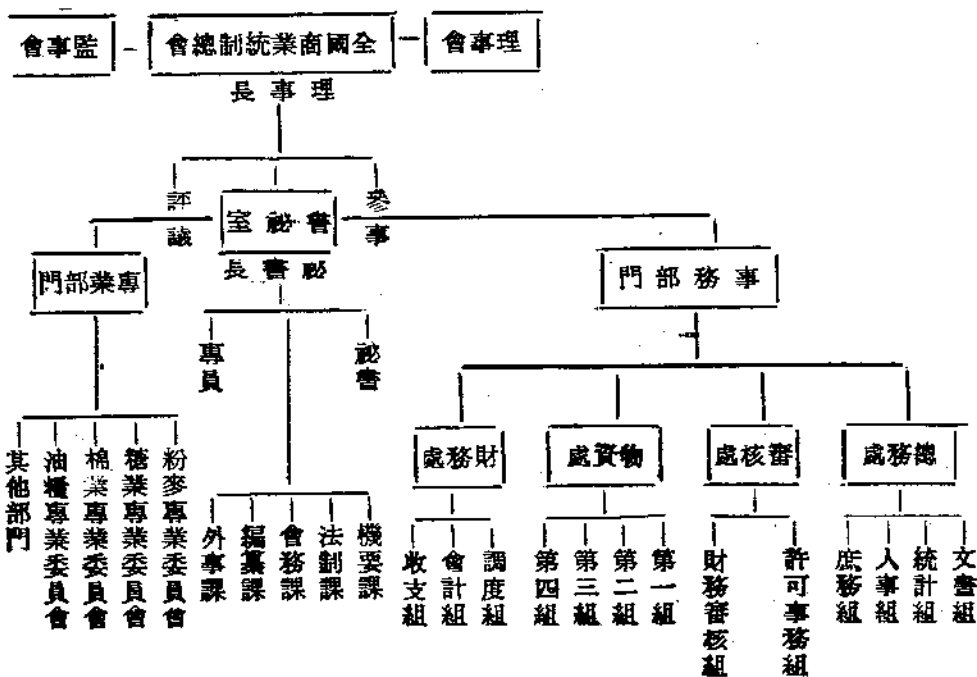 理事會
全國商業統制總會
監事會
理事長
參事
祕書室
評議
祕書長
事務部門
專業部門
祕書
專員
總務處
審核處
物資處
財務處
文書組
統計組
人事組
庶務組
許可事務組
財務審核組
第一組
第二組
第三組
第四組
調度組
會計組
收支組
機要課
法制課
會務課
編纂課
外事課
粉麥專業委員會
糖業專業委員會
棉業專業委員會
油糧專業委員會
其他部門